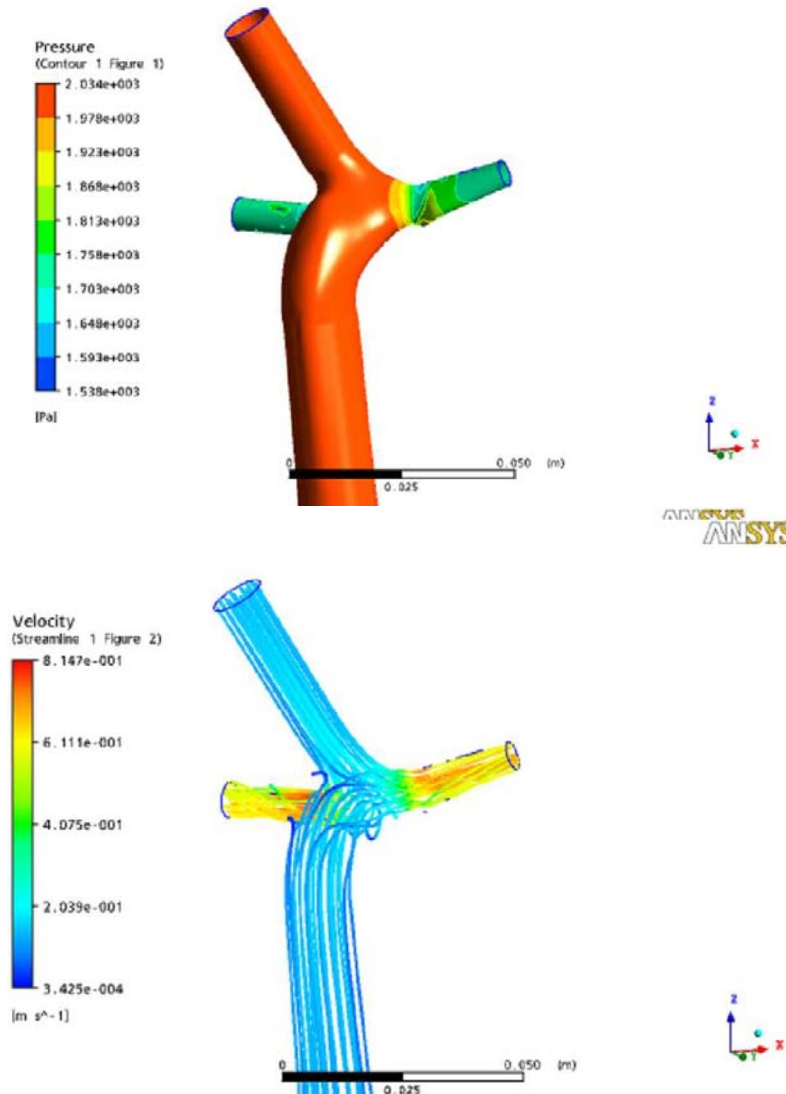 Pressure
(Contour 1 Figure 1)
2.034e+003
1.978e+003
1.923e+003
1.868e+003
1.813e+003
1.758e+003
1.703e+003
1.648e+003
1.593e+003
1.538e+003
[Pa]
0 0.050 (m)
0.025
Z
X
Y
ANSYS
ANSYS
Velocity
(Streamline 1 Figure 2)
8.147e-001
6.111e-001
4.075e-001
2.039e-001
3.425e-004
[m s^-1]
0 0.050 (m)
0.025
Z
X
Y